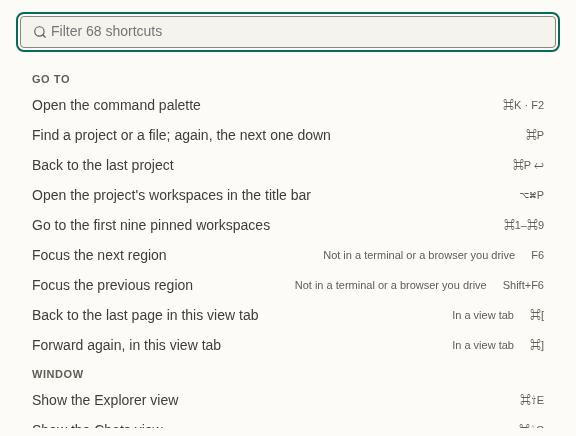 Filter 68 shortcuts
GO TO
Open the command palette ⌘K · F2
Find a project or a file; again, the next one down ⌘P
Back to the last project ⌘P ↩
Open the project's workspaces in the title bar ⌥⌘P
Go to the first nine pinned workspaces ⌘1–⌘9
Focus the next region Not in a terminal or a browser you drive F6
Focus the previous region Not in a terminal or a browser you drive Shift+F6
Back to the last page in this view tab In a view tab ⌘[
Forward again, in this view tab In a view tab ⌘]
WINDOW
Show the Explorer view ⌘⇧E